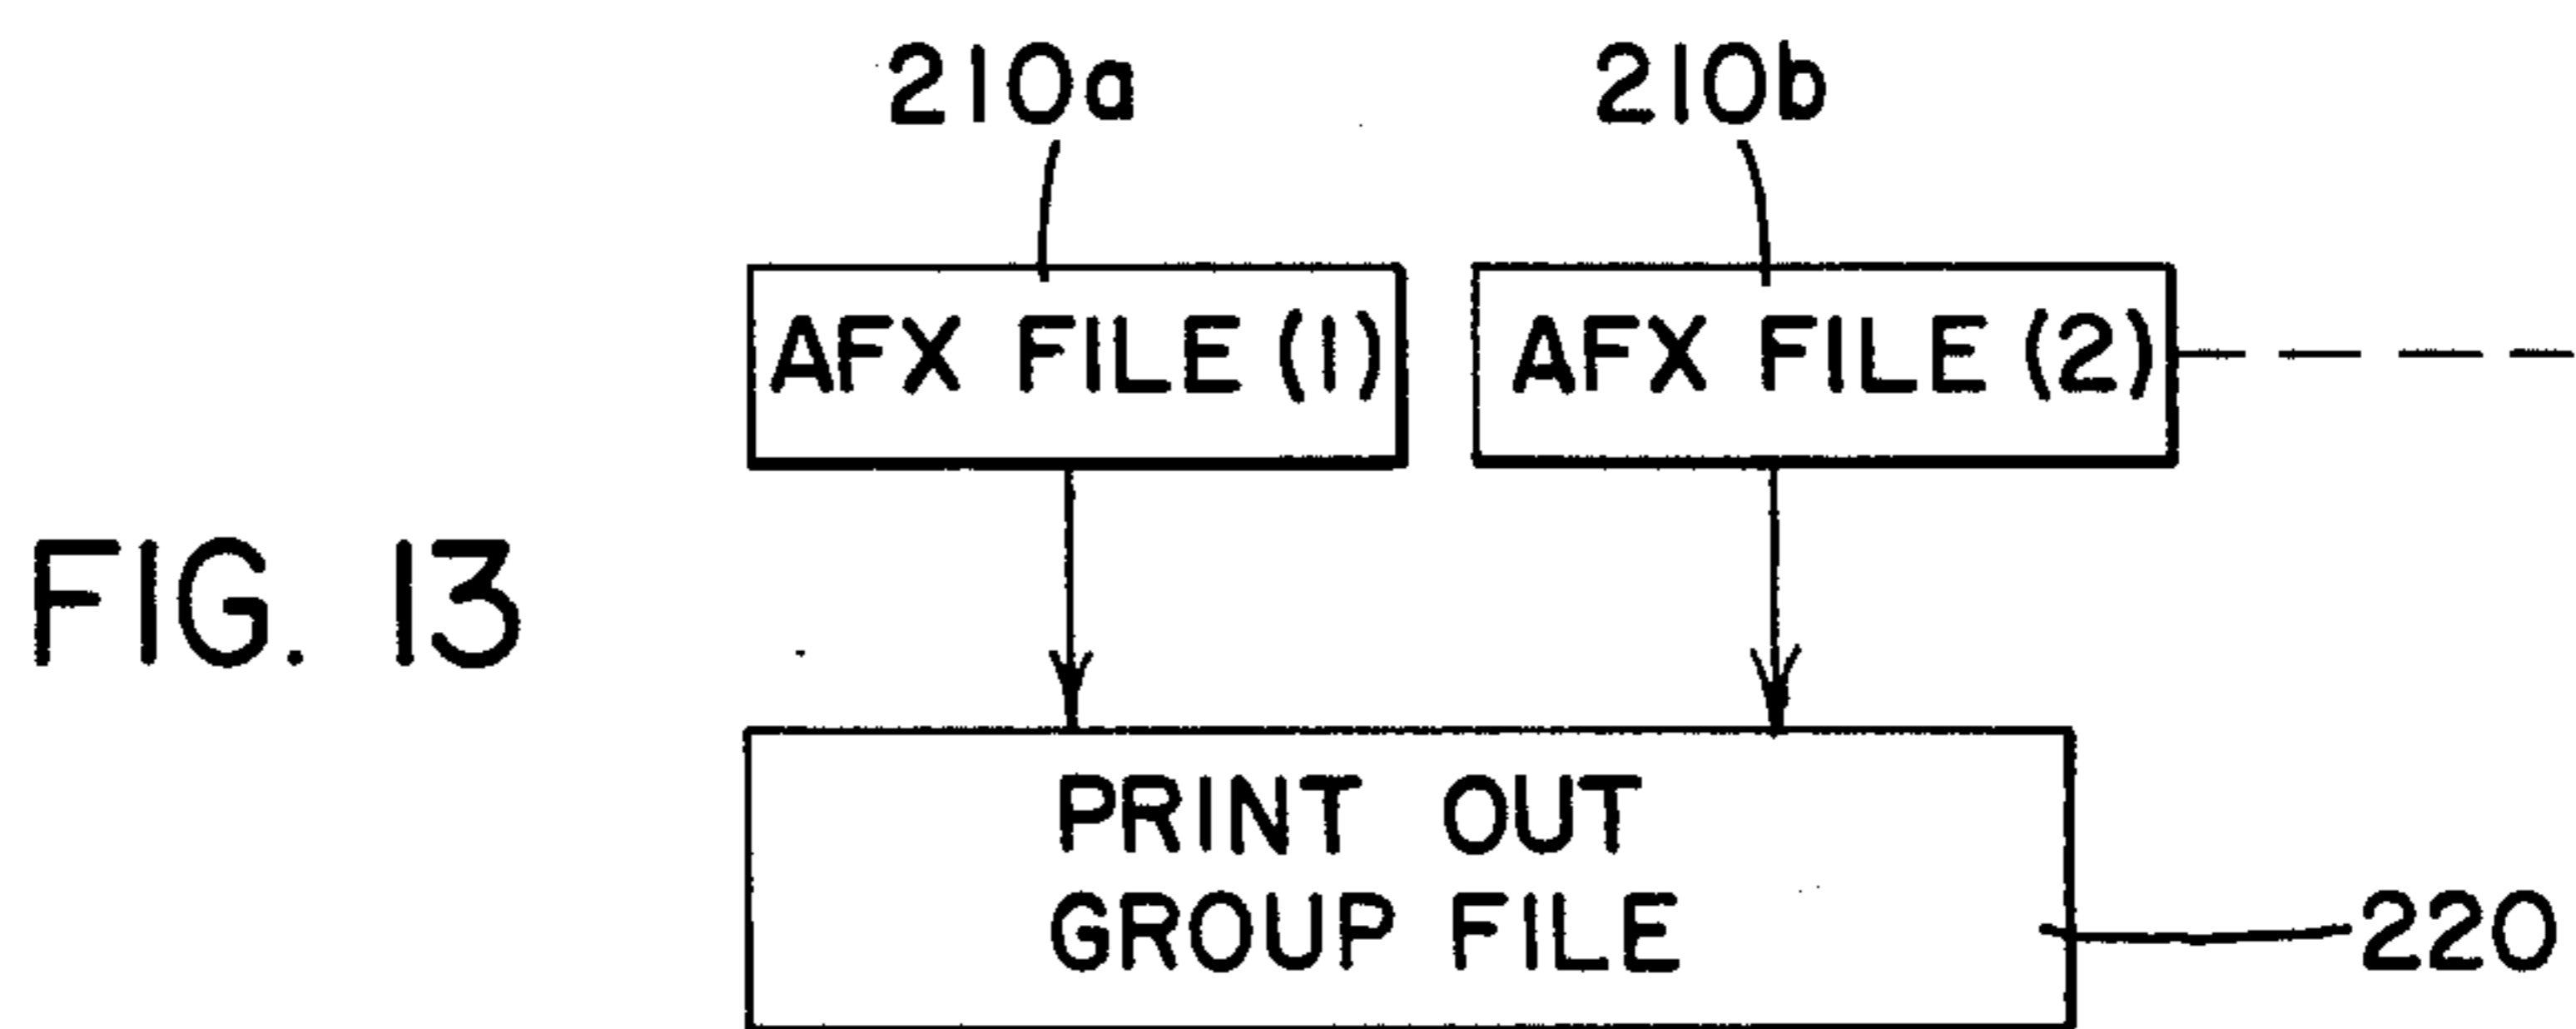 210a 210b
AFX FILE (1) AFX FILE (2)
FIG. 13
PRINT OUT
GROUP FILE
220